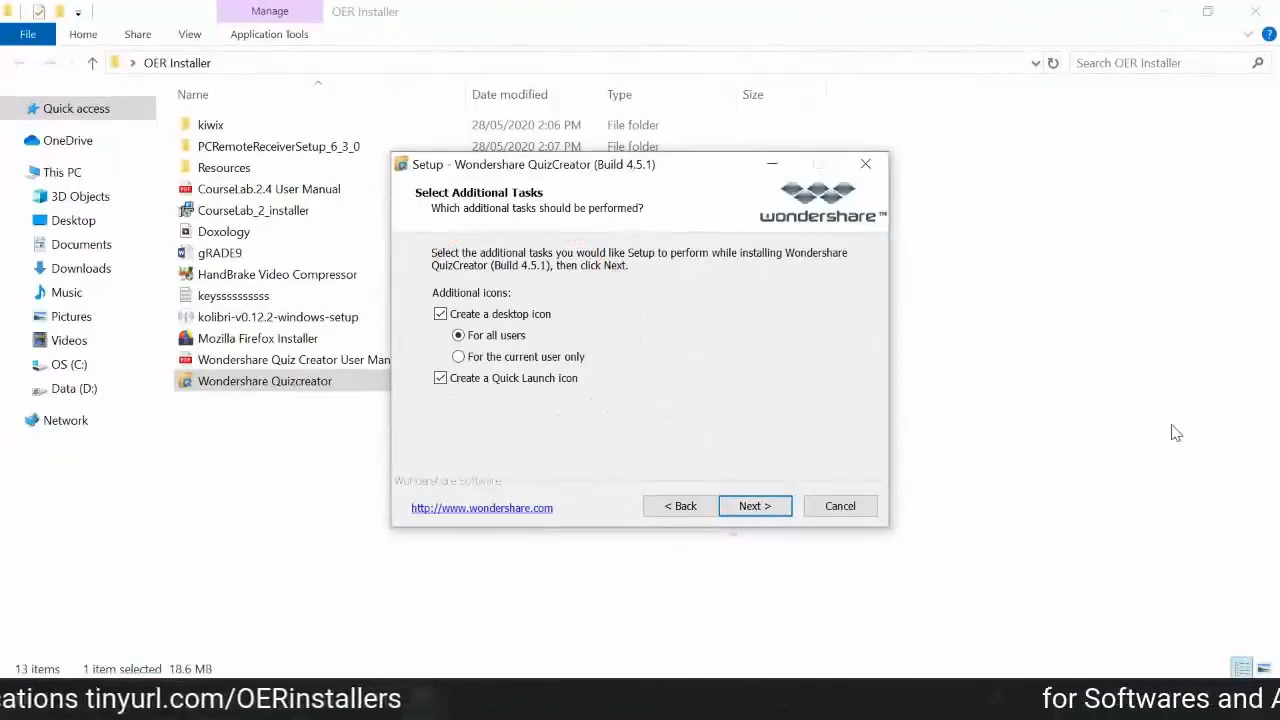 Manage
OER Installer
File
Home
Share
View
Application Tools
OER Installer
Search OER Installer
Name
Date modified
Type
Size
Quick access
OneDrive
This PC
3D Objects
Desktop
Documents
Downloads
Music
Pictures
Videos
OS (C:)
Data (D:)
Network
kiwix
28/05/2020 2:06 PM
File folder
PCRemoteReceiverSetup_6_3_0
28/05/2020 2:07 PM
File folder
Resources
CourseLab.2.4 User Manual
CourseLab_2_installer
Doxology
gRADE9
HandBrake Video Compressor
keysssssssss
kolibri-v0.12.2-windows-setup
Mozilla Firefox Installer
Wondershare Quiz Creator User Man
Wondershare Quizcreator
Setup - Wondershare QuizCreator (Build 4.5.1)
Select Additional Tasks
Which additional tasks should be performed?
wondershare™
Select the additional tasks you would like Setup to perform while installing Wondershare
QuizCreator (Build 4.5.1), then click Next.
Additional icons:
Create a desktop icon
For all users
For the current user only
Create a Quick Launch icon
Wondershare Software
http://www.wondershare.com
< Back
Next >
Cancel
13 items
1 item selected
18.6 MB
cations tinyurl.com/OERinstallers
for Softwares and A